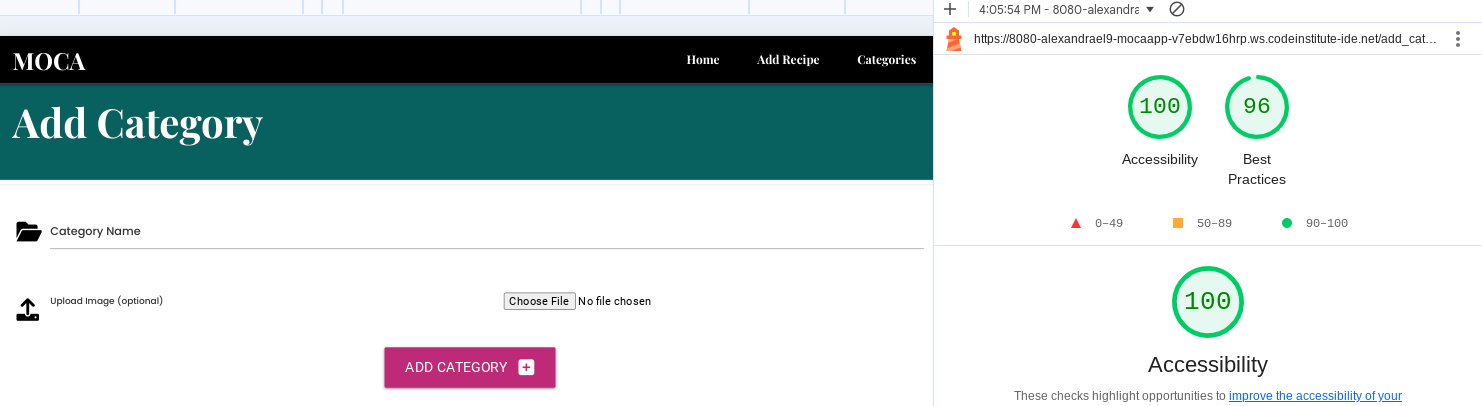 MOCA
Home Add Recipe Categories
Add Category
Category Name
Upload Image (optional)
Choose File No file chosen
ADD CATEGORY
4:05:54 PM - 8080-alexandra
https://8080-alexandrael9-mocaapp-v7ebdw16hrp.ws.codeinstitute-ide.net/add_cat…
100
Accessibility
96
Best
Practices
0–49
50–89
90–100
100
Accessibility
These checks highlight opportunities to improve the accessibility of your